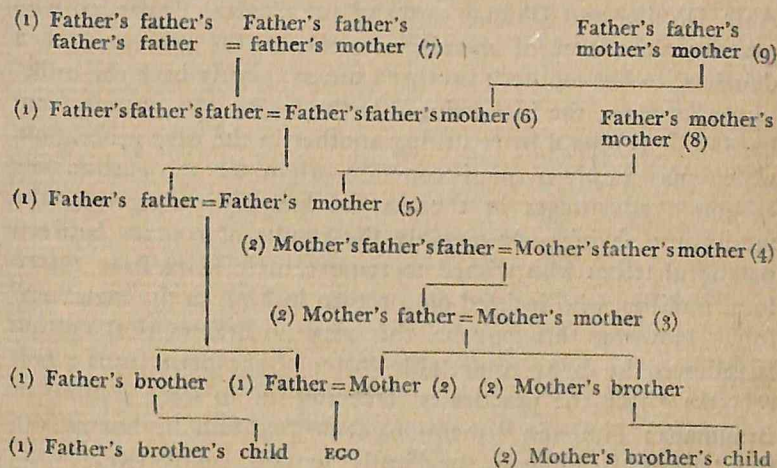 (1) Father's father's Father's father's Father's father's
father's father = father's mother (7) mother's mother (9)
(1) Father's father's father = Father's father's mother (6) Father's mother's
mother (8)
(1) Father's father = Father's mother (5)
(2) Mother's father's father = Mother's father's mother (4)
(2) Mother's father = Mother's mother (3)
(1) Father's brother (1) Father = Mother (2) (2) Mother's brother
(1) Father's brother's child EGO (2) Mother's brother's child